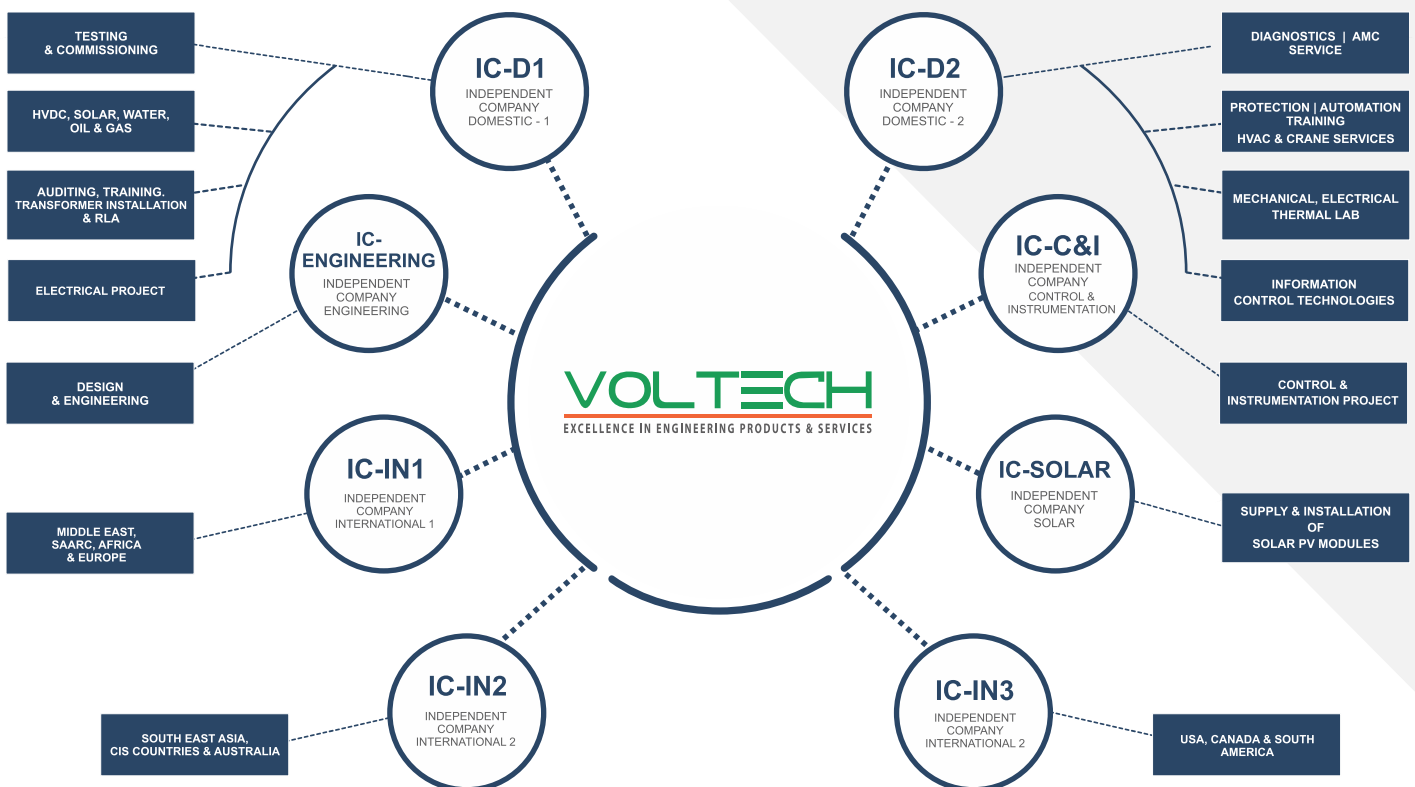 TESTING
& COMMISSIONING
HVDC, SOLAR, WATER,
OIL & GAS
AUDITING, TRAINING.
TRANSFORMER INSTALLATION
& RLA
ELECTRICAL PROJECT
DESIGN
& ENGINEERING
MIDDLE EAST,
SAARC, AFRICA
& EUROPE
SOUTH EAST ASIA,
CIS COUNTRIES & AUSTRALIA
IC-D1
INDEPENDENT
COMPANY
DOMESTIC - 1
IC-
ENGINEERING
INDEPENDENT
COMPANY
ENGINEERING
IC-IN1
INDEPENDENT
COMPANY
INTERNATIONAL 1
IC-IN2
INDEPENDENT
COMPANY
INTERNATIONAL 2
VOLTECH
EXCELLENCE IN ENGINEERING PRODUCTS & SERVICES
IC-D2
INDEPENDENT
COMPANY
DOMESTIC - 2
IC-C&I
INDEPENDENT
COMPANY
CONTROL &
INSTRUMENTATION
IC-SOLAR
INDEPENDENT
COMPANY
SOLAR
IC-IN3
INDEPENDENT
COMPANY
INTERNATIONAL 2
DIAGNOSTICS | AMC
SERVICE
PROTECTION | AUTOMATION
TRAINING
HVAC & CRANE SERVICES
MECHANICAL, ELECTRICAL
THERMAL LAB
INFORMATION
CONTROL TECHNOLOGIES
CONTROL &
INSTRUMENTATION PROJECT
SUPPLY & INSTALLATION
OF
SOLAR PV MODULES
USA, CANADA & SOUTH
AMERICA